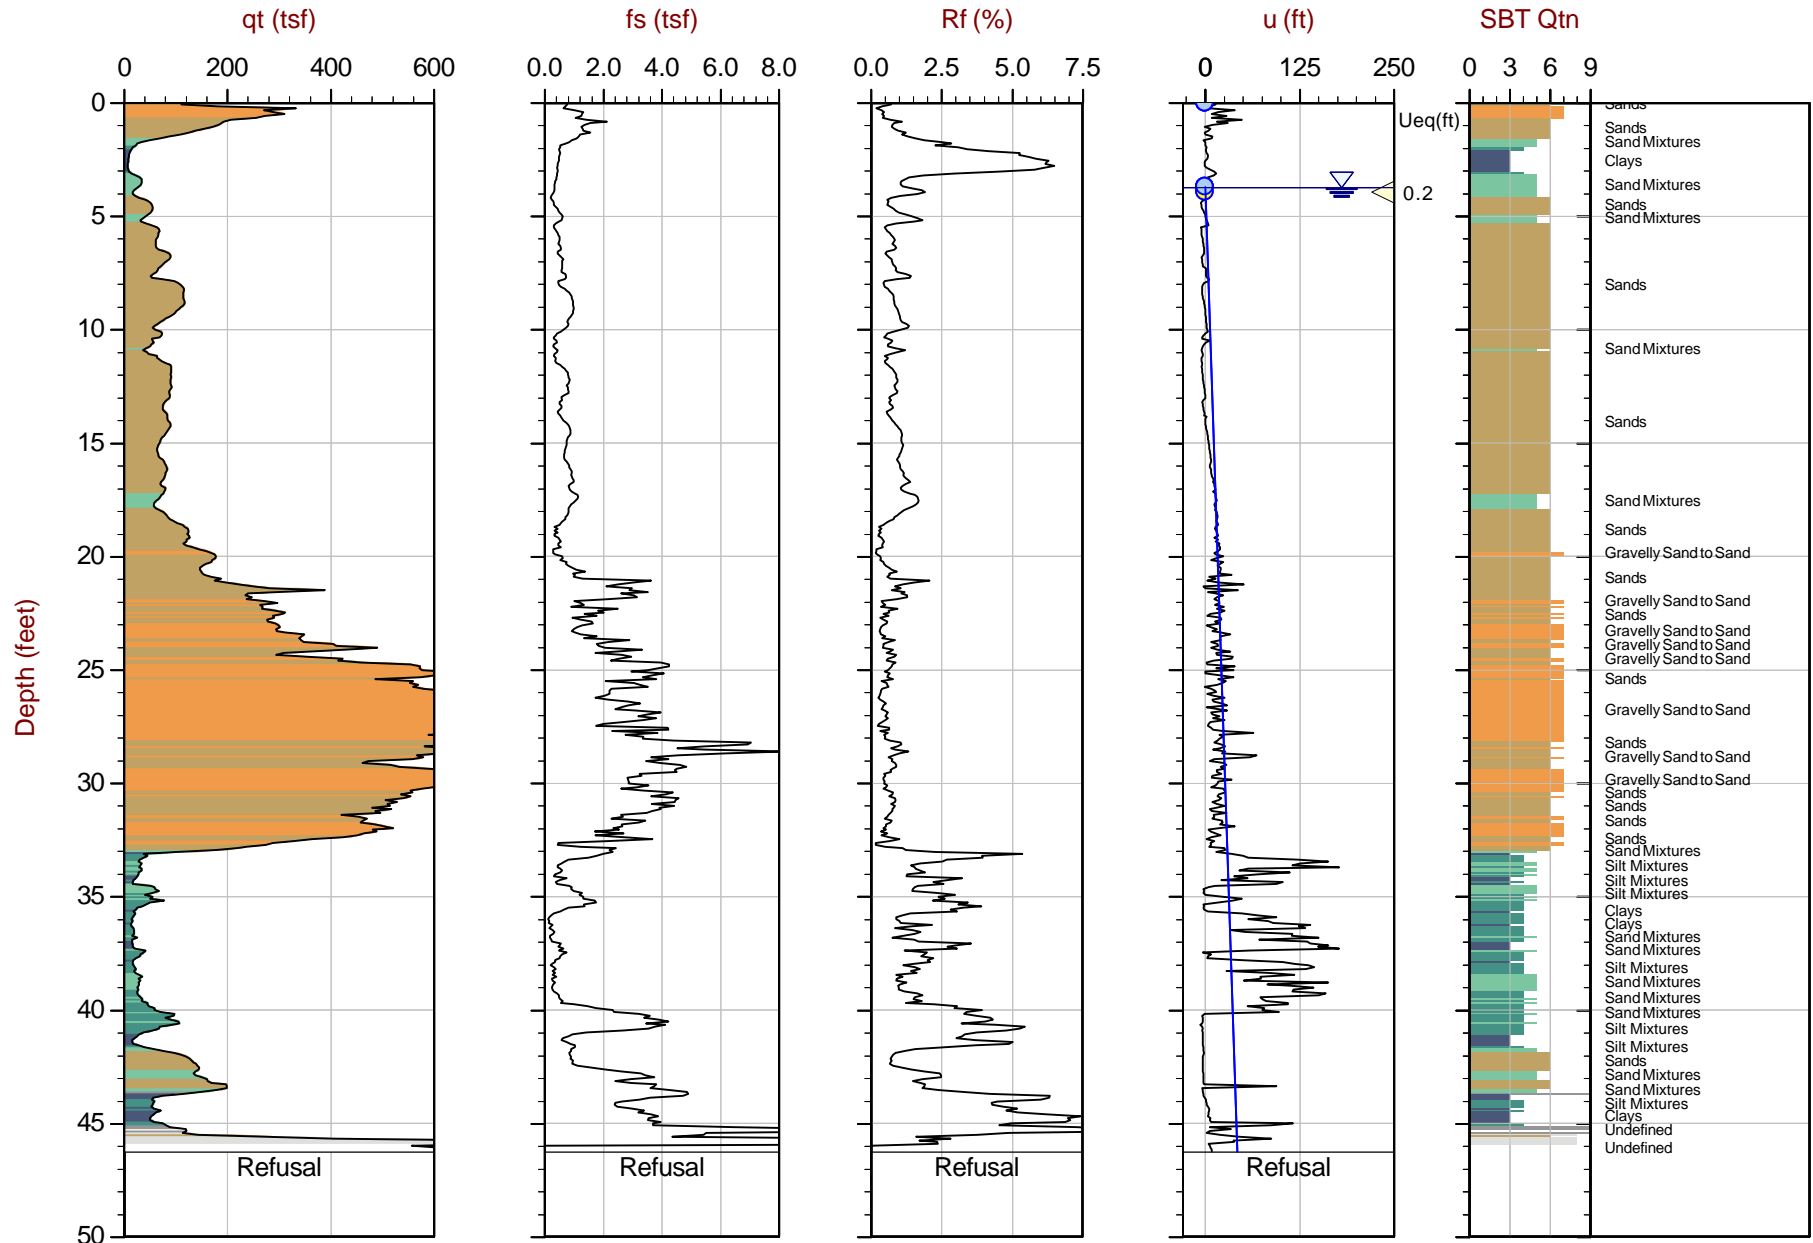 qt (tsf) fs (tsf) Rf (%) u (ft) SBT Qtn
0 200 400 600 0.0 2.0 4.0 6.0 8.0 0.0 2.5 5.0 7.5 0 125 250 0 3 6 9
0
Sands
Ueq(ft)
Sands
Sand Mixtures
Clays
Sand Mixtures
0.2
Sands
5
Sand Mixtures
Sands
10
Sand Mixtures
Sands
15
Sand Mixtures
Sands
20
Gravelly Sand to Sand
Sands
Gravelly Sand to Sand
Sands
Gravelly Sand to Sand
Gravelly Sand to Sand
Gravelly Sand to Sand
25
Sands
Depth (feet)
Gravelly Sand to Sand
Sands
Gravelly Sand to Sand
30
Gravelly Sand to Sand
Sands
Sands
Sands
Sands
Sand Mixtures
Silt Mixtures
Silt Mixtures
35
Silt Mixtures
Clays
Clays
Sand Mixtures
Sand Mixtures
Silt Mixtures
Sand Mixtures
Sand Mixtures
40
Sand Mixtures
Silt Mixtures
Silt Mixtures
Sands
Sand Mixtures
Sand Mixtures
Silt Mixtures
Clays
45
Undefined
Undefined
Refusal Refusal Refusal Refusal
50